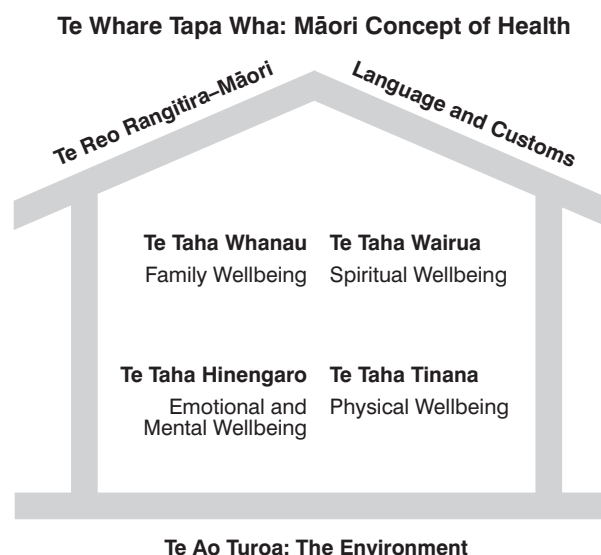 Te Whare Tapa Wha: Māori Concept of Health
Te Reo Rangitira–Māori
Language and Customs
Te Taha Whanau
Family Wellbeing
Te Taha Wairua
Spiritual Wellbeing
Te Taha Hinengaro
Emotional and
Mental Wellbeing
Te Taha Tinana
Physical Wellbeing
Te Ao Turoa: The Environment